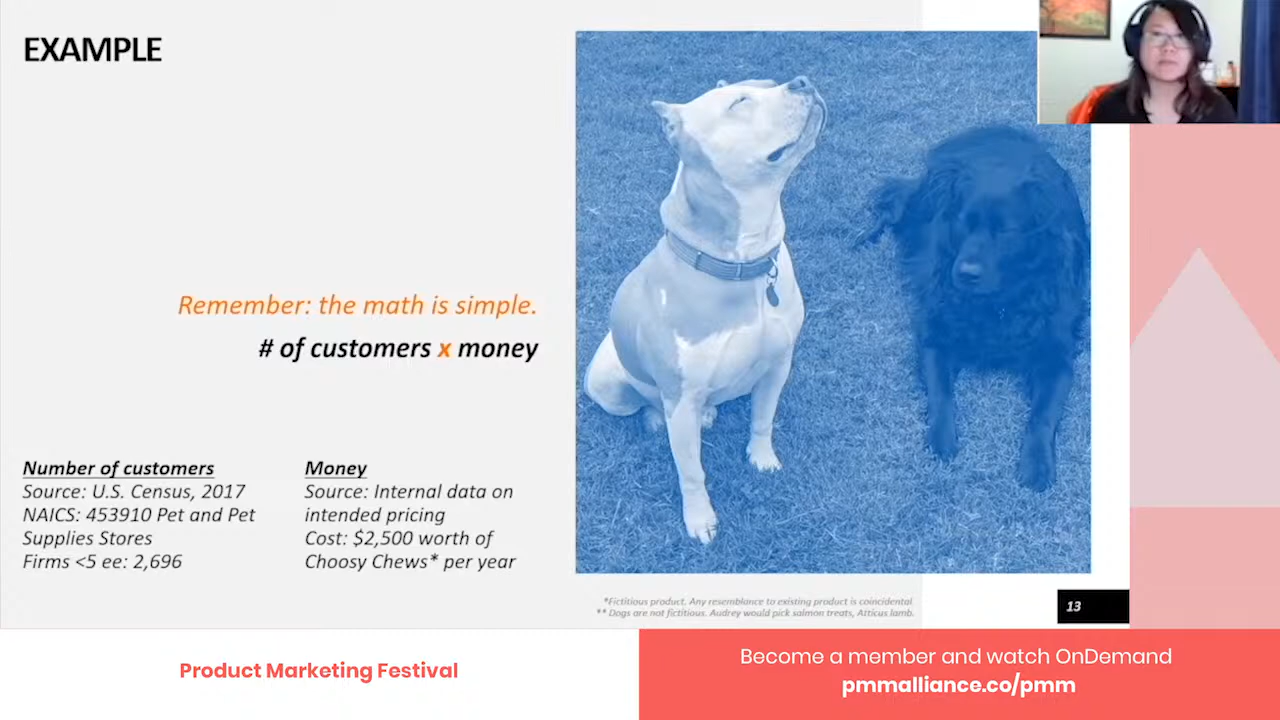 EXAMPLE
Remember: the math is simple.
# of customers x money
Number of customers
Source: U.S. Census, 2017
NAICS: 453910 Pet and Pet
Supplies Stores
Firms <5 ee: 2,696
Money
Source: Internal data on
intended pricing
Cost: $2,500 worth of
Choosy Chews* per year
*Fictitious product. Any resemblance to existing product is coincidental
** Dogs are not fictitious. Audrey would pick salmon treats, Atticus lamb.
13
Product Marketing Festival
Become a member and watch OnDemand
pmmalliance.co/pmm